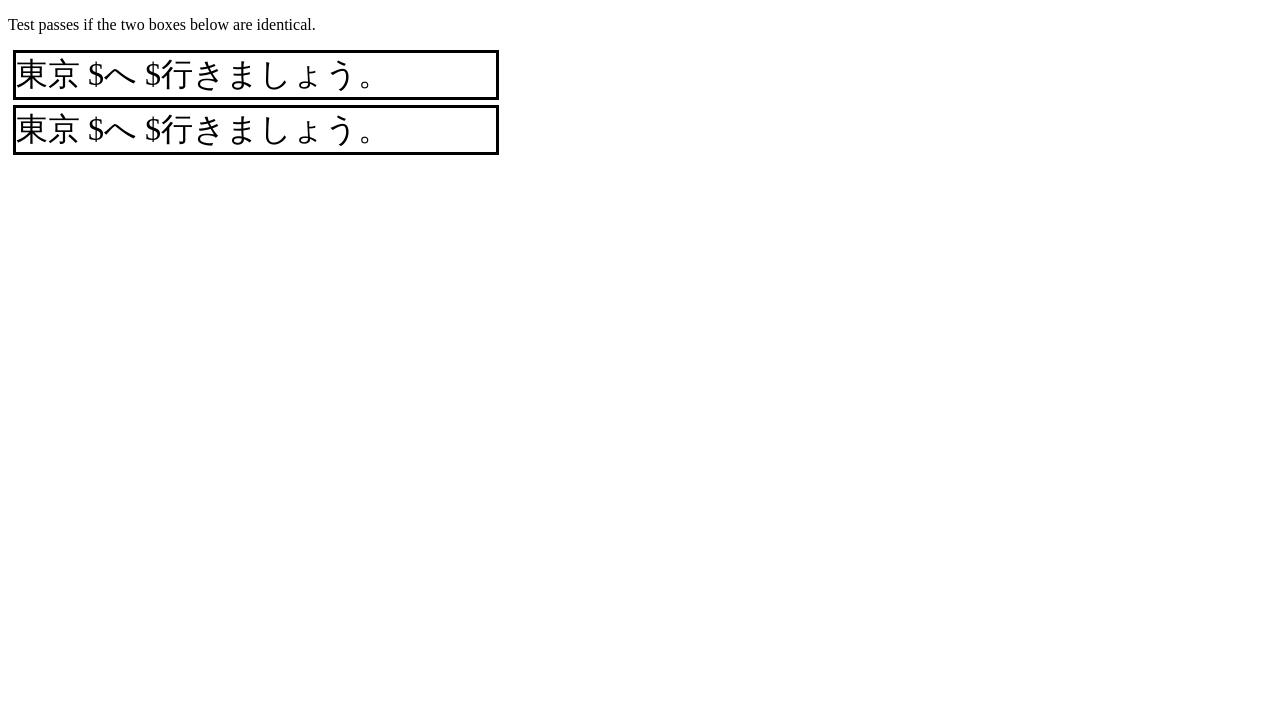 Test passes if the two boxes below are identical.
東京 $へ $行きましょう。
東京 $へ $行きましょう。